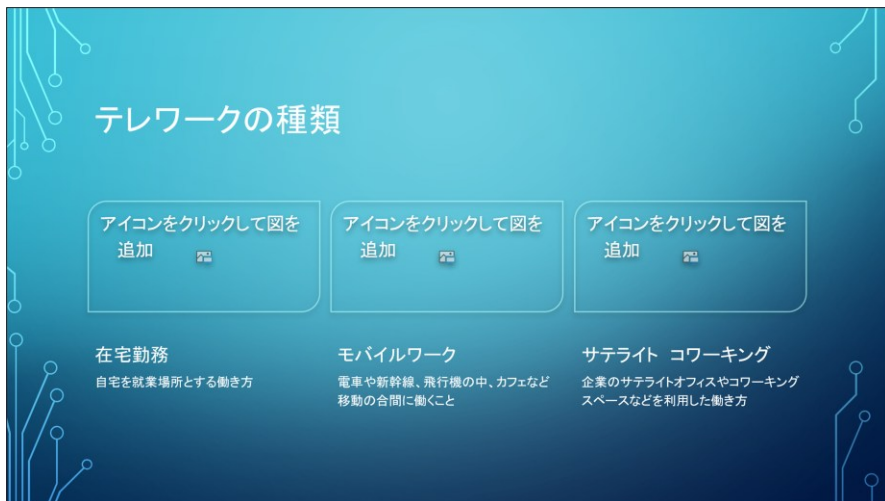 テレワークの種類
アイコンをクリックして図を
追加
アイコンをクリックして図を
追加
アイコンをクリックして図を
追加
在宅勤務
自宅を就業場所とする働き方
モバイルワーク
電車や新幹線、飛行機の中、カフェなど
移動の合間に働くこと
サテライト　コワーキング
企業のサテライトオフィスやコワーキング
スペースなどを利用した働き方